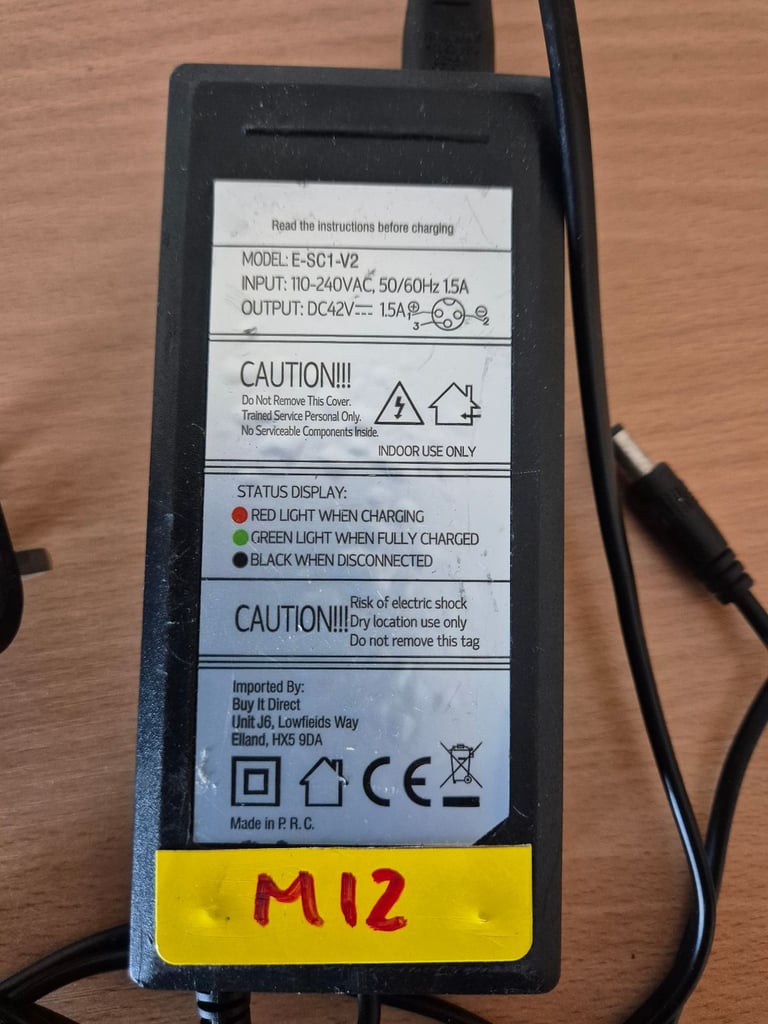 Read the instructions before charging
MODEL: E-SC1-V2
INPUT: 110-240VAC, 50/60Hz 1.5A
OUTPUT: DC42V⎓ 1.5A
1 + - 2
3
CAUTION!!!
Do Not Remove This Cover.
Trained Service Personal Only.
No Serviceable Components Inside.
INDOOR USE ONLY
STATUS DISPLAY:
RED LIGHT WHEN CHARGING
GREEN LIGHT WHEN FULLY CHARGED
BLACK WHEN DISCONNECTED
CAUTION!!!
Risk of electric shock
Dry location use only
Do not remove this tag
Imported By:
Buy It Direct
Unit J6, Lowfields Way
Elland, HX5 9DA
CE
Made in P. R. C.
M12